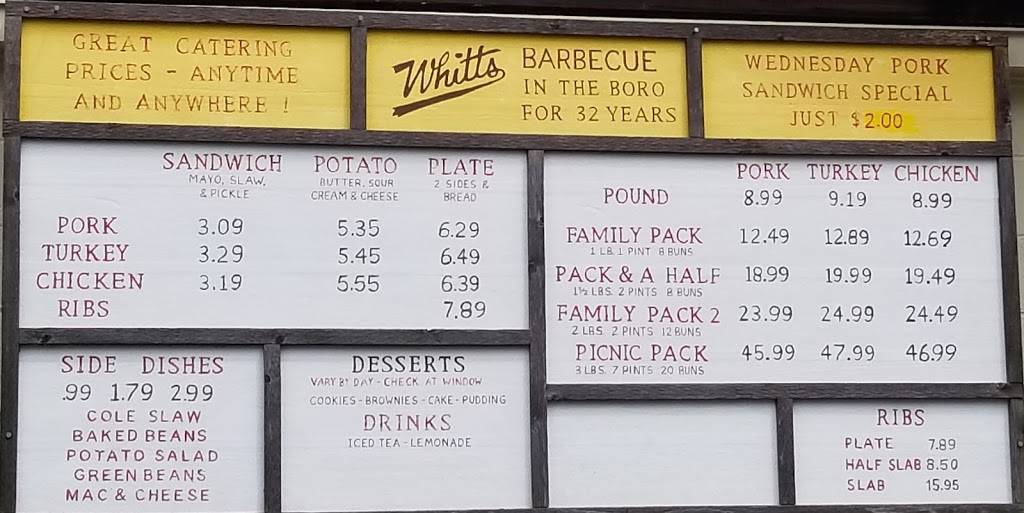 GREAT CATERING
PRICES - ANYTIME
AND ANYWHERE !
Whitts BARBECUE
IN THE BORO
FOR 32 YEARS
WEDNESDAY PORK
SANDWICH SPECIAL
JUST $2.00
SANDWICH POTATO PLATE
MAYO, SLAW, BUTTER, SOUR 2 SIDES &
& PICKLE CREAM & CHEESE BREAD
PORK 3.09 5.35 6.29
TURKEY 3.29 5.45 6.49
CHICKEN 3.19 5.55 6.39
RIBS 7.89
PORK TURKEY CHICKEN
POUND 8.99 9.19 8.99
FAMILY PACK 12.49 12.89 12.69
1 LB. 1 PINT 8 BUNS
PACK & A HALF 18.99 19.99 19.49
1½ LBS. 2 PINTS 8 BUNS
FAMILY PACK 2 23.99 24.99 24.49
2 LBS. 2 PINTS 12 BUNS
PICNIC PACK 45.99 47.99 46.99
3 LBS. 7 PINTS 20 BUNS
SIDE DISHES
.99 1.79 2.99
COLE SLAW
BAKED BEANS
POTATO SALAD
GREEN BEANS
MAC & CHEESE
DESSERTS
VARY BY DAY - CHECK AT WINDOW
COOKIES - BROWNIES - CAKE - PUDDING
DRINKS
ICED TEA - LEMONADE
RIBS
PLATE 7.89
HALF SLAB 8.50
SLAB 15.95